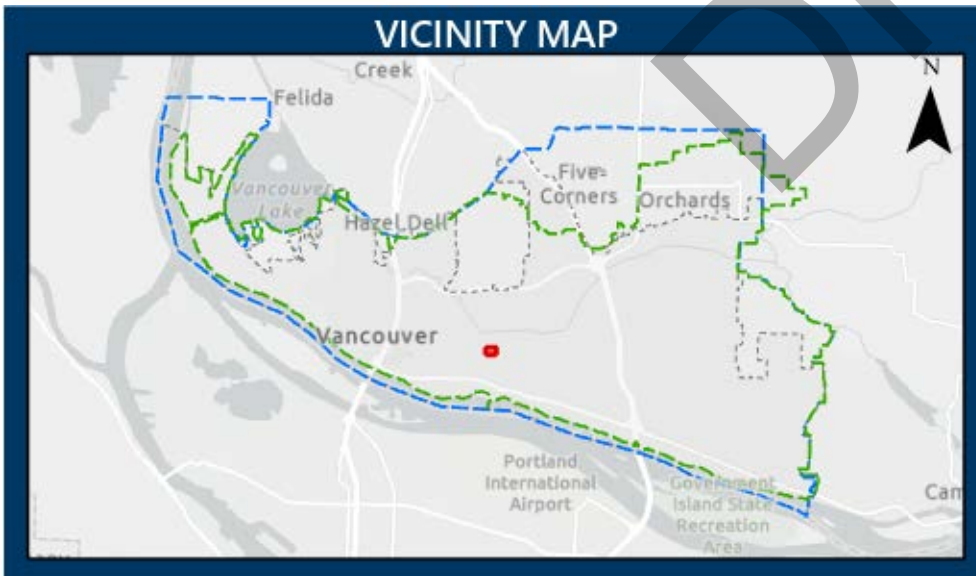 VICINITY MAP
Creek
N
Felida
Vancouver
Lake
Five
Corners
Orchards
Hazel Dell
Vancouver
Portland
International
Airport
Government
Island State
Recreation
Area
Cam